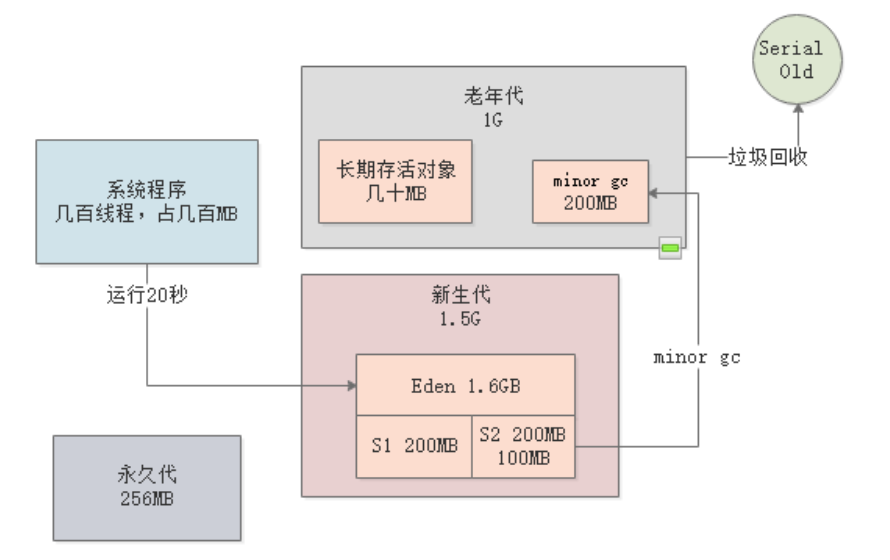 Serial
Old
老年代
1G
垃圾回收
长期存活对象
几十MB
minor gc
200MB
系统程序
几百线程，占几百MB
运行20秒
新生代
1.5G
minor gc
Eden 1.6GB
S1 200MB
S2 200MB
100MB
永久代
256MB